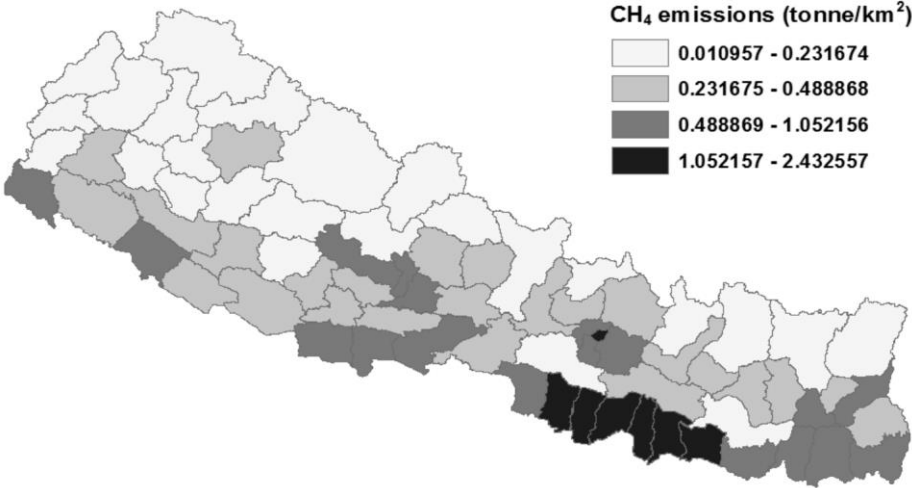 CH₄ emissions (tonne/km²)
0.010957 - 0.231674
0.231675 - 0.488868
0.488869 - 1.052156
1.052157 - 2.432557